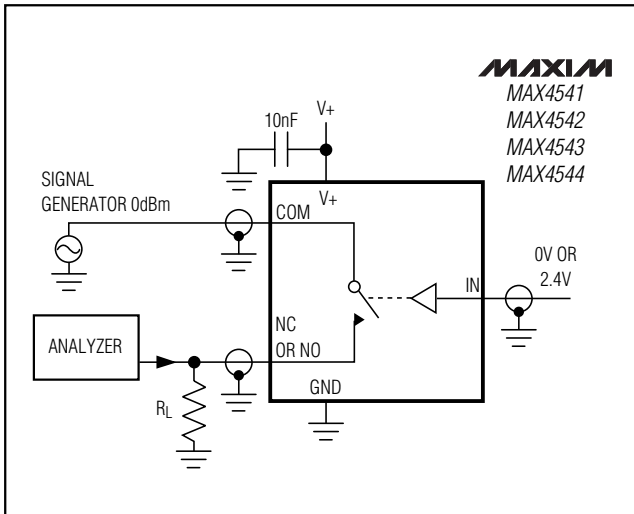 MAXIM
MAX4541
MAX4542
MAX4543
MAX4544
V+
10nF
SIGNAL
GENERATOR 0dBm
V+
COM
0V OR
2.4V
IN
NC
OR NO
ANALYZER
GND
RL